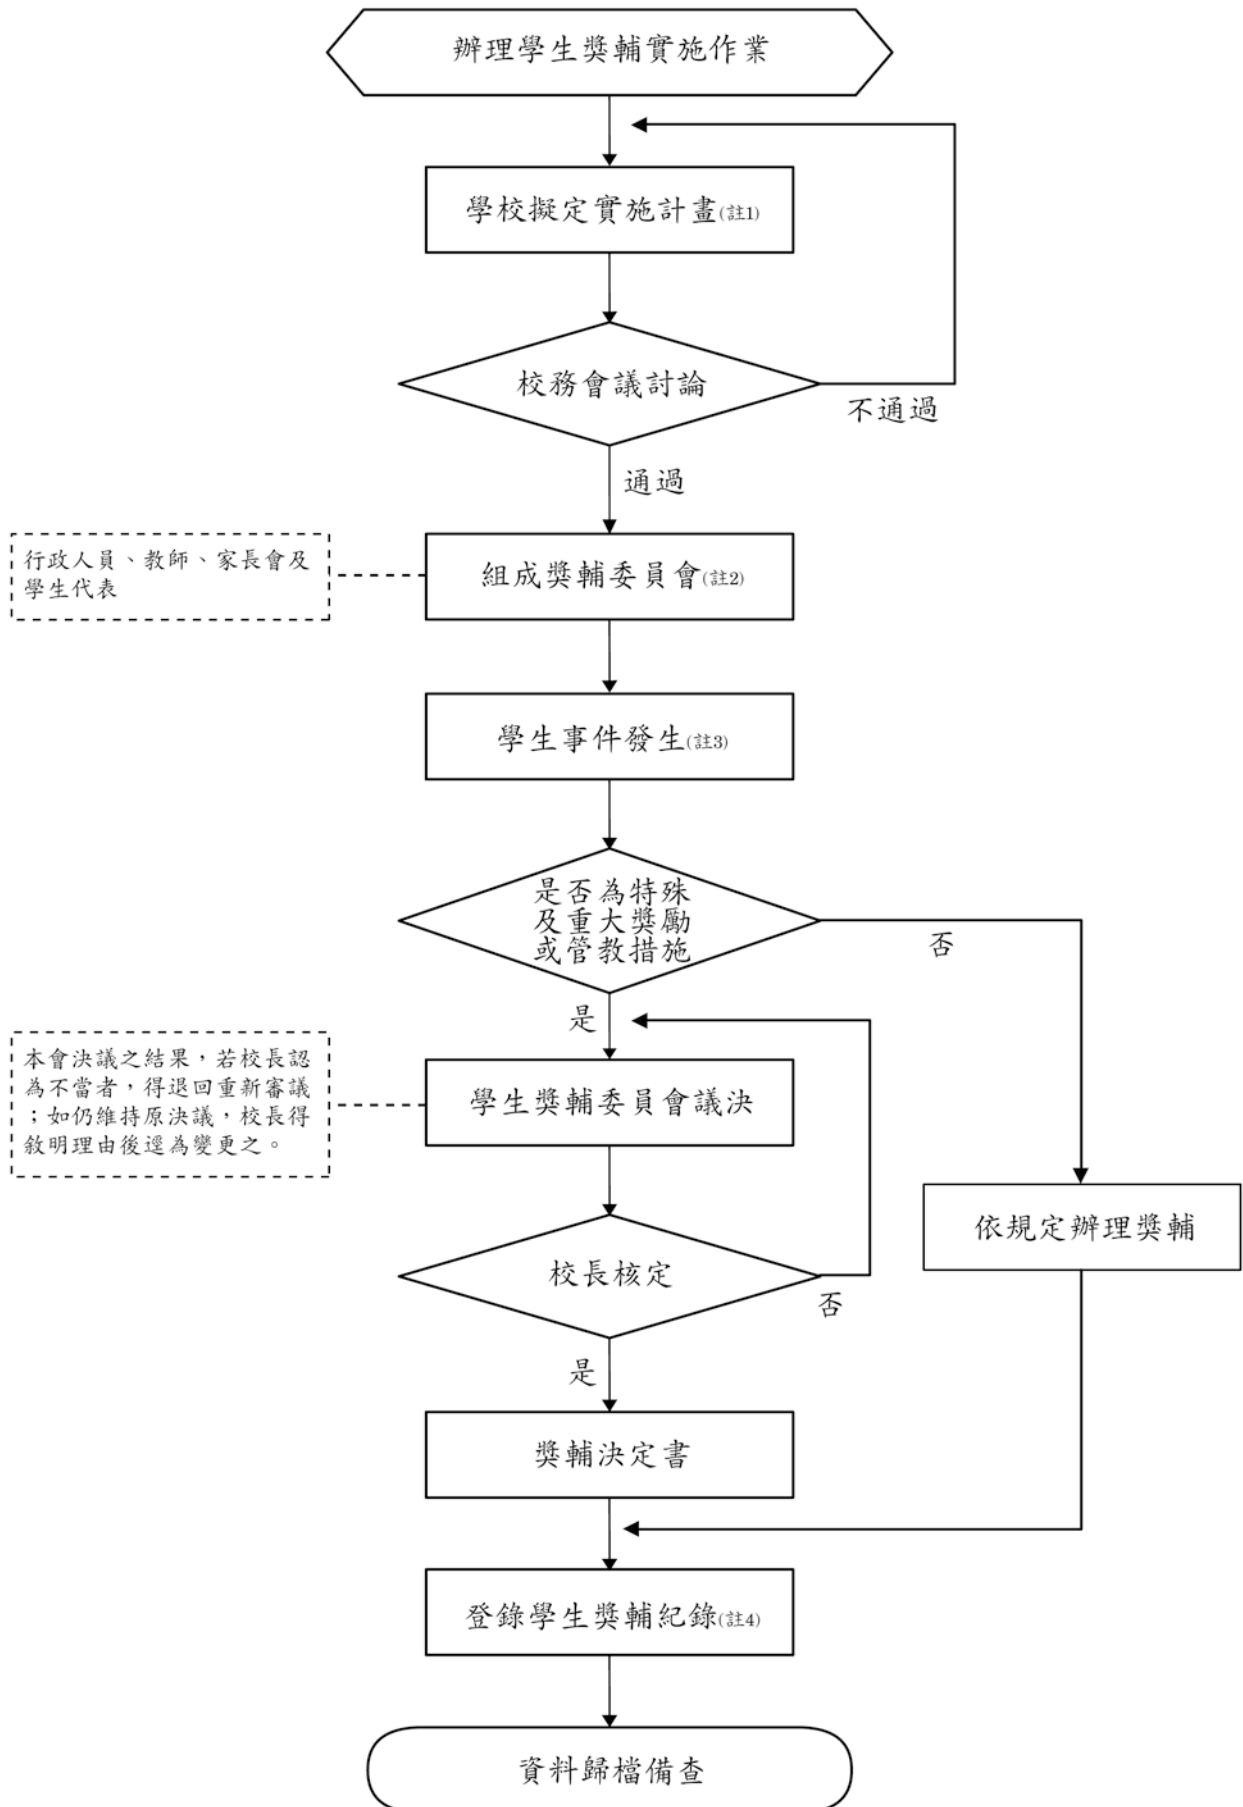 辦理學生獎輔實施作業
學校擬定實施計畫(註1)
校務會議討論
不通過
通過
行政人員、教師、家長會及
學生代表
組成獎輔委員會(註2)
學生事件發生(註3)
是否為特殊
及重大獎勵
或管教措施
否
是
本會決議之結果，若校長認
為不當者，得退回重新審議
；如仍維持原決議，校長得
敘明理由後逕為變更之。
學生獎輔委員會議決
依規定辦理獎輔
校長核定
否
是
獎輔決定書
登錄學生獎輔紀錄(註4)
資料歸檔備查